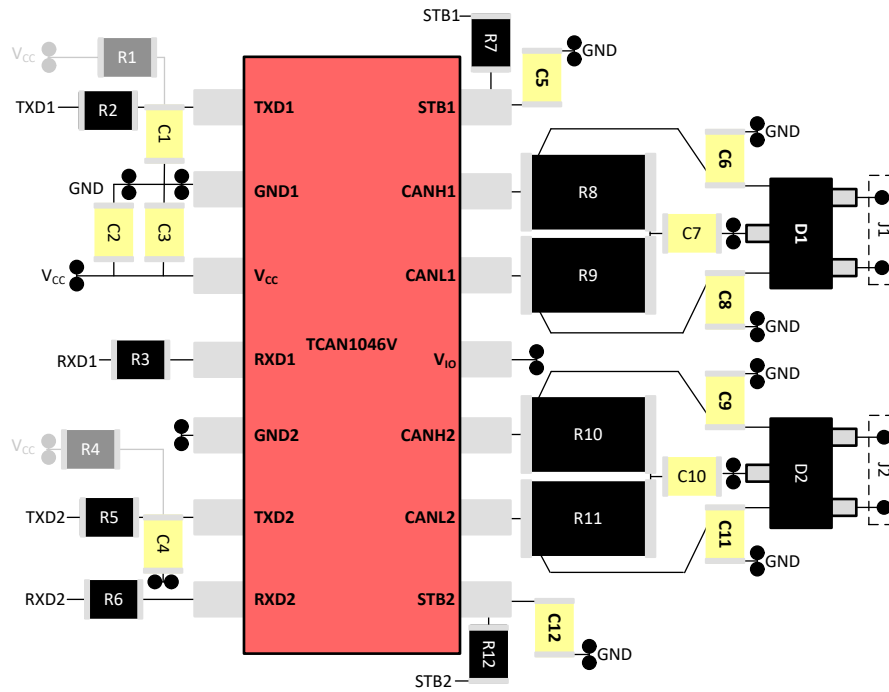 STB1
R7
C5
GND
VCC
R1
TXD1
R2
C1
TXD1
STB1
C6
GND
GND
C2
C3
GND1
CANH1
R8
C7
D1
J1
VCC
VCC
CANL1
R9
C8
GND
TCAN1046V
RXD1
R3
RXD1
VIO
C9
GND
VCC
R4
GND2
CANH2
R10
C10
D2
J2
TXD2
R5
C4
TXD2
CANL2
R11
C11
GND
RXD2
R6
RXD2
STB2
C12
GND
R12
STB2